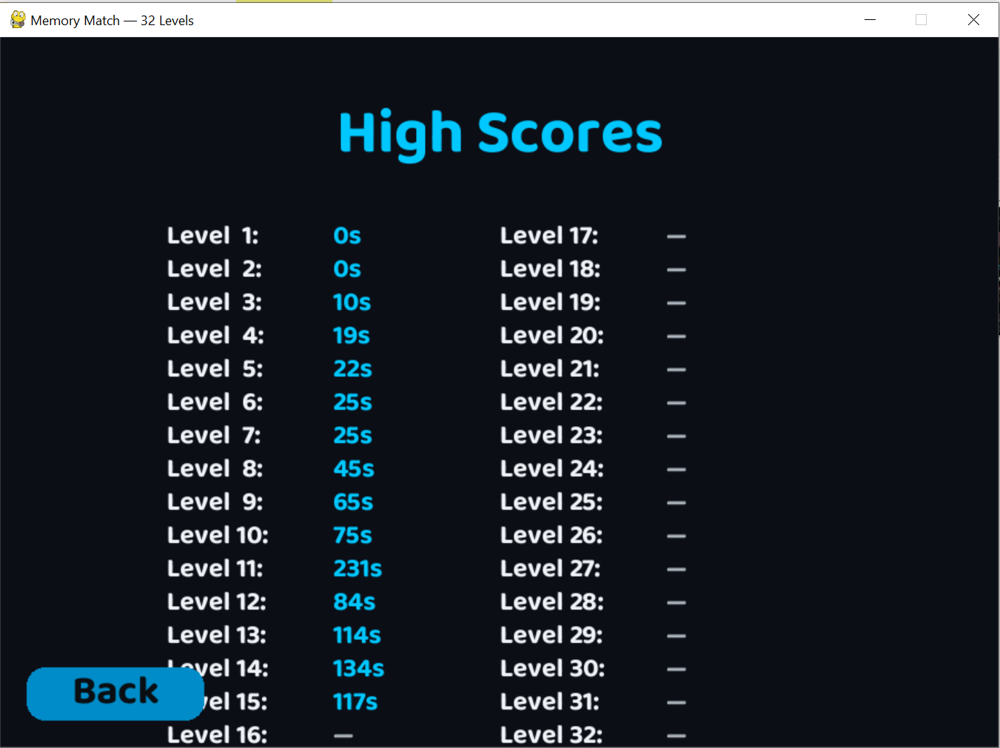 Memory Match — 32 Levels
High Scores
Level 1: 0s
Level 2: 0s
Level 3: 10s
Level 4: 19s
Level 5: 22s
Level 6: 25s
Level 7: 25s
Level 8: 45s
Level 9: 65s
Level 10: 75s
Level 11: 231s
Level 12: 84s
Level 13: 114s
Level 14: 134s
Level 15: 117s
Level 16: —
Level 17: —
Level 18: —
Level 19: —
Level 20: —
Level 21: —
Level 22: —
Level 23: —
Level 24: —
Level 25: —
Level 26: —
Level 27: —
Level 28: —
Level 29: —
Level 30: —
Level 31: —
Level 32: —
Back